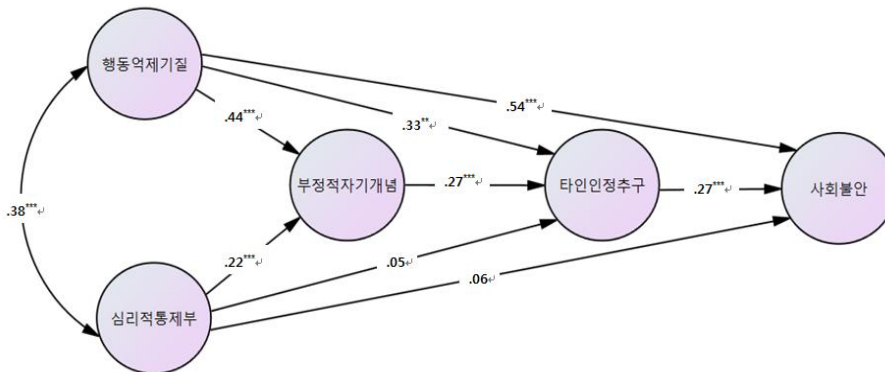 행동억제기질
.54***
.44***
.33**
부정적자기개념
.27***
타인인정추구
.27***
사회불안
.38***
.22***
.05
.06
심리적통제부